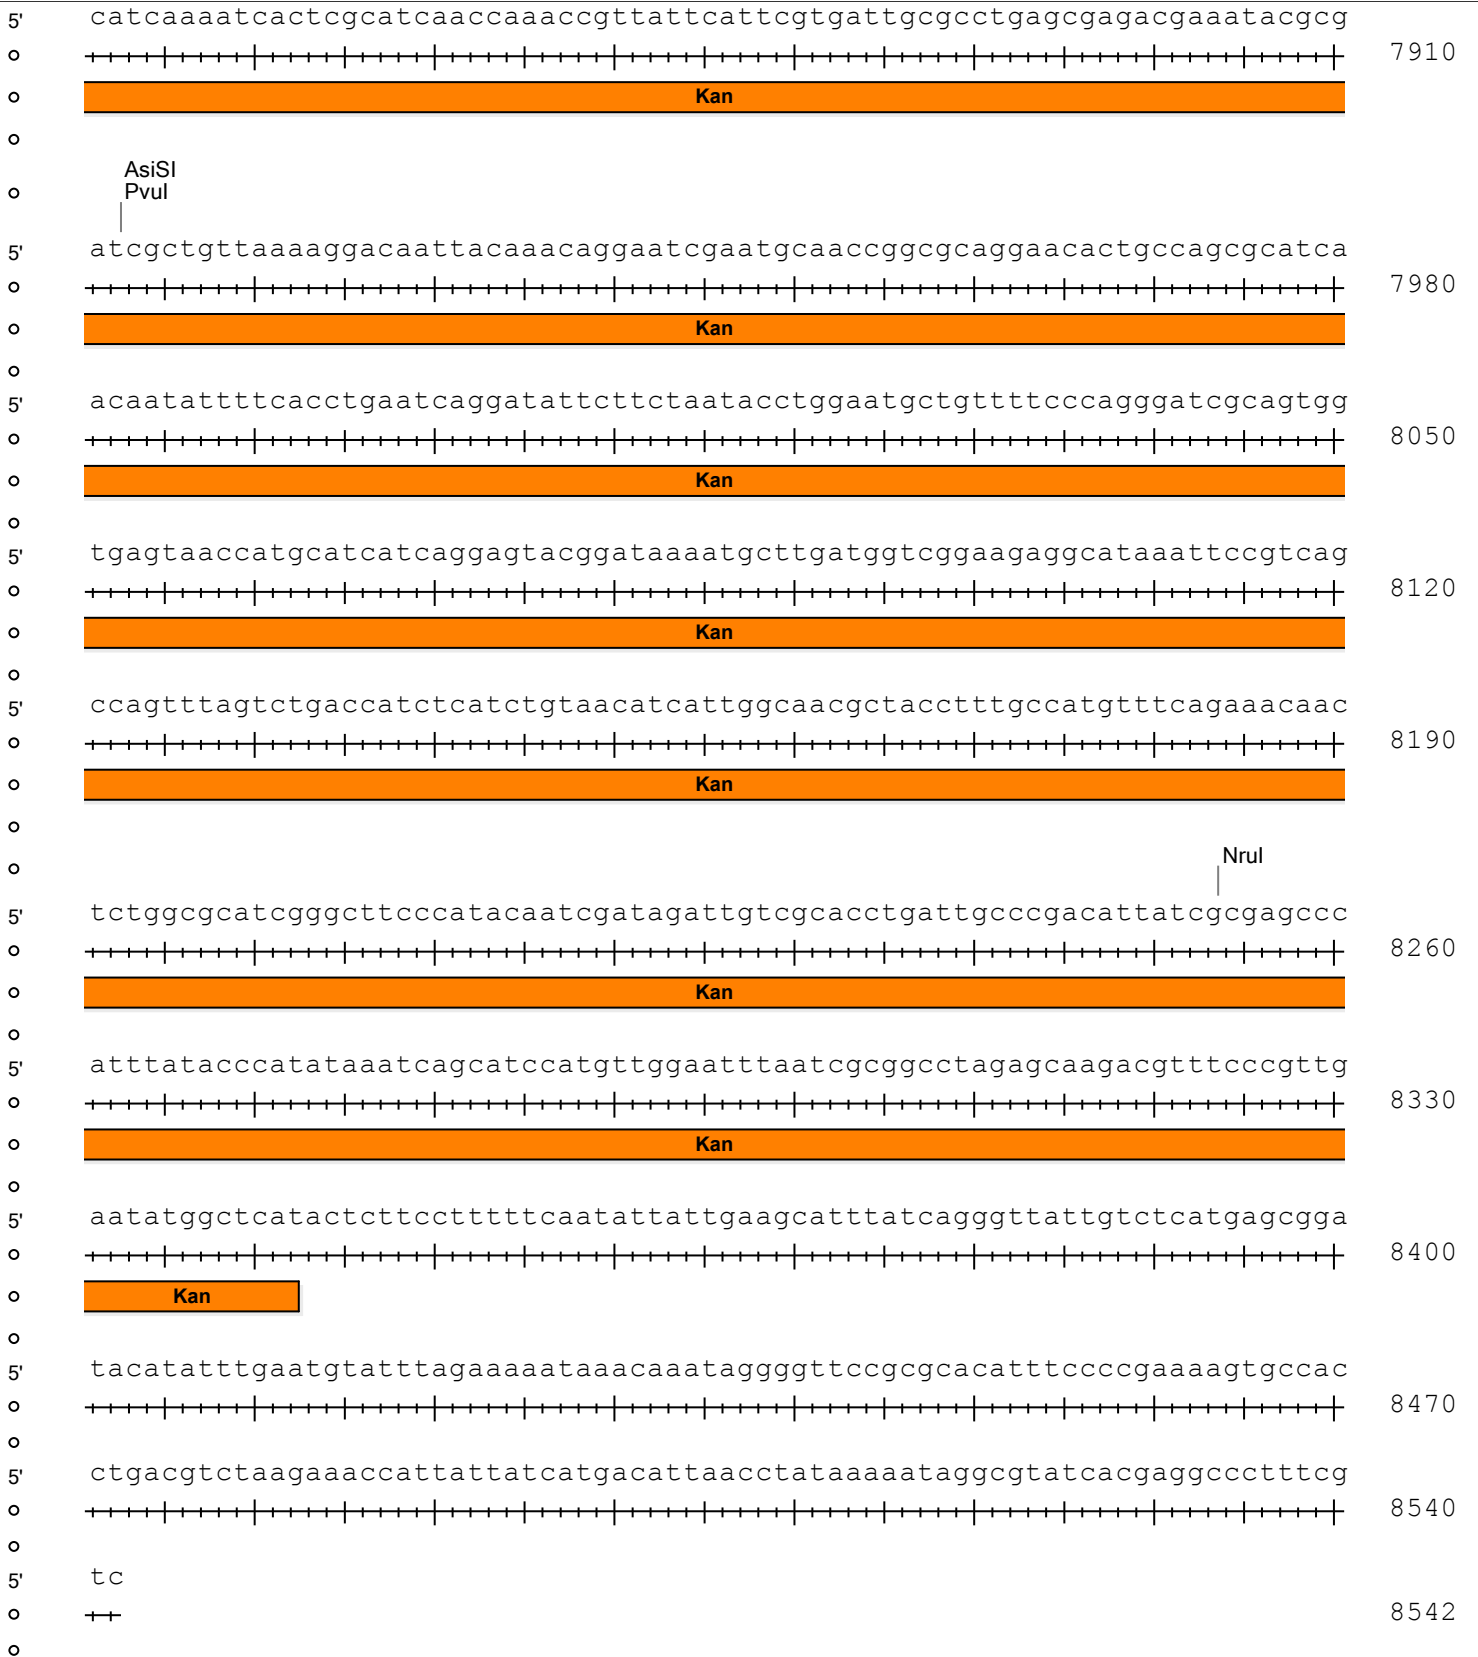 5' catcaaaatcactcgcatcaaccaaaccgttattcattcgtgattgcgcctgagcgagacgaaatacgcg
7910
Kan
AsiSI
PvuI
5' atcgctgttaaaaggacaattacaaacaggaatcgaatgcaaccggcgcaggaacactgccagcgcatca
7980
Kan
5' acaatattttcacctgaatcaggatattcttctaatacctggaatgctgttttcccagggatcgcagtgg
8050
Kan
5' tgagtaaccatgcatcatcaggagtacggataaaatgcttgatggtcggaagaggcataaattccgtcag
8120
Kan
5' ccagtttagtctgaccatctcatctgtaacatcattggcaacgctacctttgccatgtttcagaaacaac
8190
Kan
NruI
5' tctggcgcatcgggcttcccatacaatcgatagattgtcgcacctgattgcccgacattatcgcgagccc
8260
Kan
5' atttatacccatataaatcagcatccatgttggaatttaatcgcggcctagagcaagacgtttcccgttg
8330
Kan
5' aatatggctcatactcttcctttttcaatattattgaagcatttatcagggttattgtctcatgagcgga
8400
Kan
5' tacatatttgaatgtatttagaaaaataaacaaataggggttccgcgcacatttccccgaaaagtgccac
8470
5' ctgacgtctaagaaaccattattatcatgacattaacctataaaaataggcgtatcacgaggccctttcg
8540
5' tc
8542